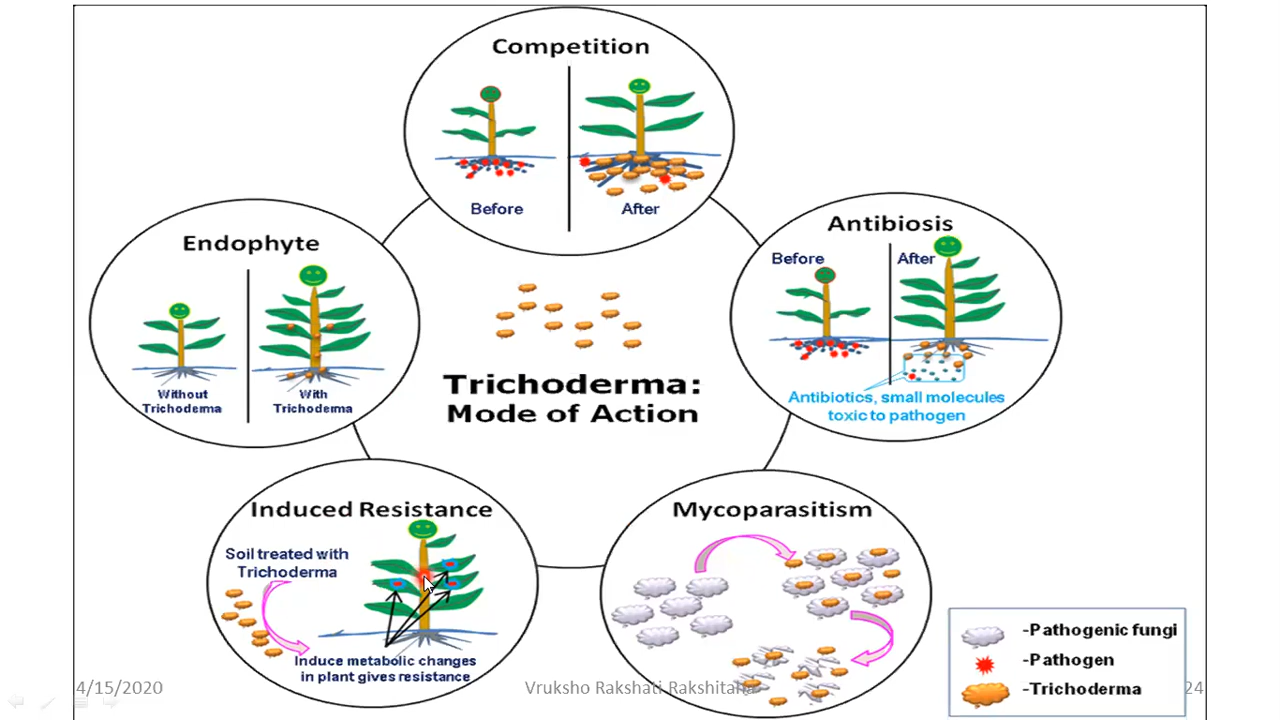 Competition
Before
After
Endophyte
Without
Trichoderma
With
Trichoderma
Antibiosis
Before
After
Antibiotics, small molecules
toxic to pathogen
Trichoderma:
Mode of Action
Induced Resistance
Soil treated with
Trichoderma
Induce metabolic changes
in plant gives resistance
Mycoparasitism
-Pathogenic fungi
-Pathogen
-Trichoderma
4/15/2020
Vruksho Rakshati Rakshitaha
24